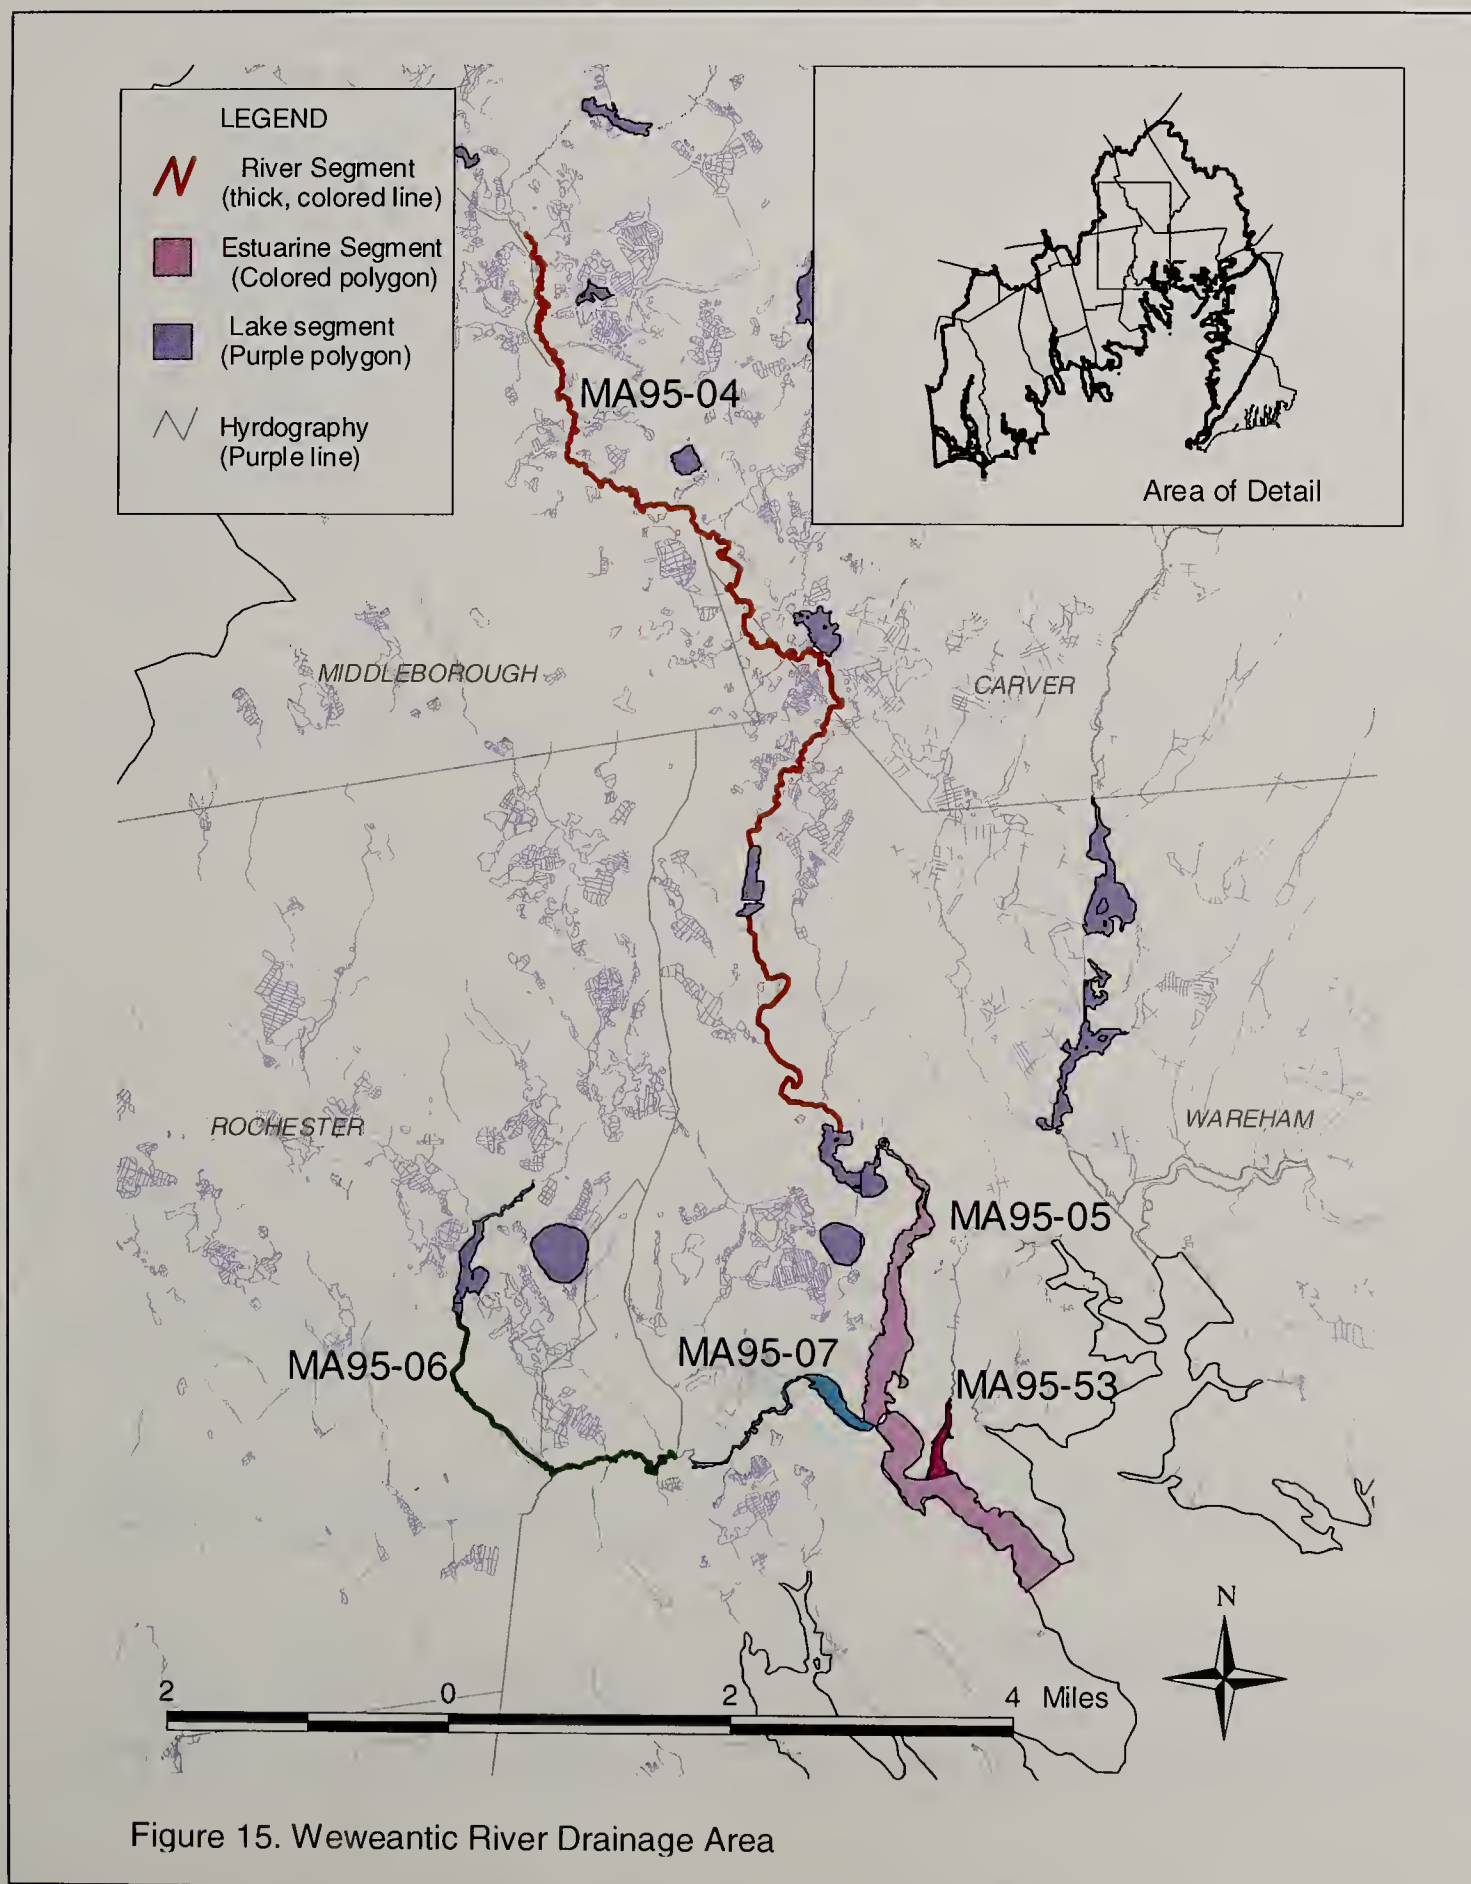 LEGEND
River Segment
(thick, colored line)
Estuarine Segment
(Colored polygon)
Lake segment
(Purple polygon)
Hyrdography
(Purple line)
Area of Detail
MA95-04
MIDDLEBOROUGH
CARVER
ROCHESTER
WAREHAM
MA95-05
MA95-06
MA95-07
MA95-53
N
2 0 2 4 Miles
Figure 15. Weweantic River Drainage Area